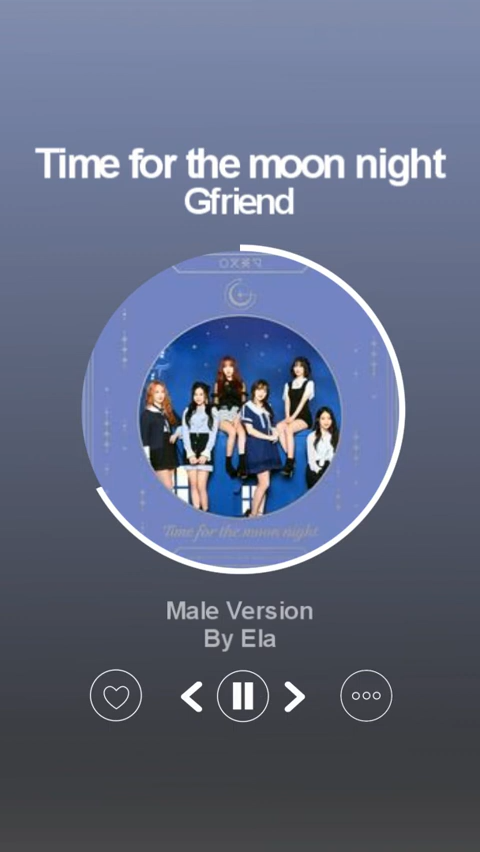 Time for the moon night
Gfriend
Time for the moon night
Male Version
By Ela